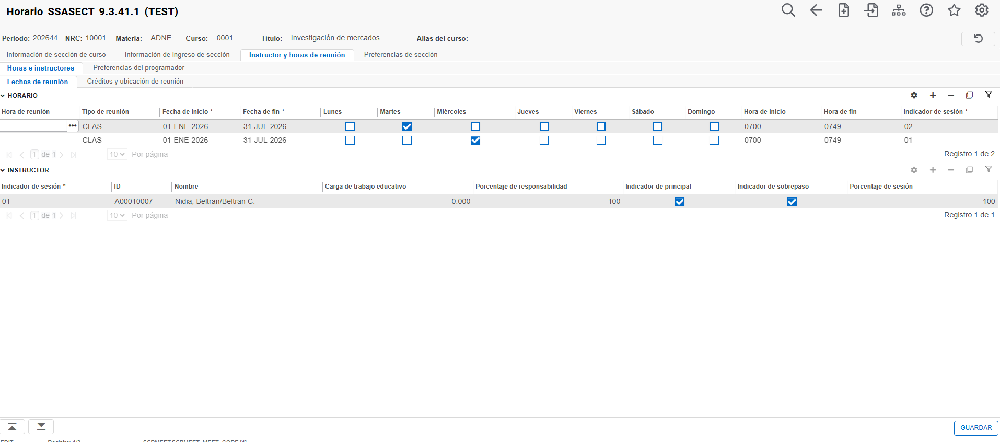 Horario SSASECT 9.3.41.1 (TEST)
Periodo: 202644 NRC: 10001 Materia: ADNE Curso: 0001 Título: Investigación de mercados Alias del curso:
Información de sección de curso Información de ingreso de sección Instructor y horas de reunión Preferencias de sección
Horas e instructores Preferencias del programador
Fechas de reunión Créditos y ubicación de reunión
HORARIO
Hora de reunión Tipo de reunión Fecha de inicio * Fecha de fin * Lunes Martes Miércoles Jueves Viernes Sábado Domingo Hora de inicio Hora de fin Indicador de sesión *
CLAS 01-ENE-2026 31-JUL-2026 0700 0749 02
CLAS 01-ENE-2026 31-JUL-2026 0700 0749 01
1 de 1 10 Por página Registro 1 de 2
INSTRUCTOR
Indicador de sesión * ID Nombre Carga de trabajo educativo Porcentaje de responsabilidad Indicador de principal Indicador de sobrepaso Porcentaje de sesión
01 A00010007 Nidia, Beltran/Beltran C. 0.000 100 100
1 de 1 10 Por página Registro 1 de 1
GUARDAR